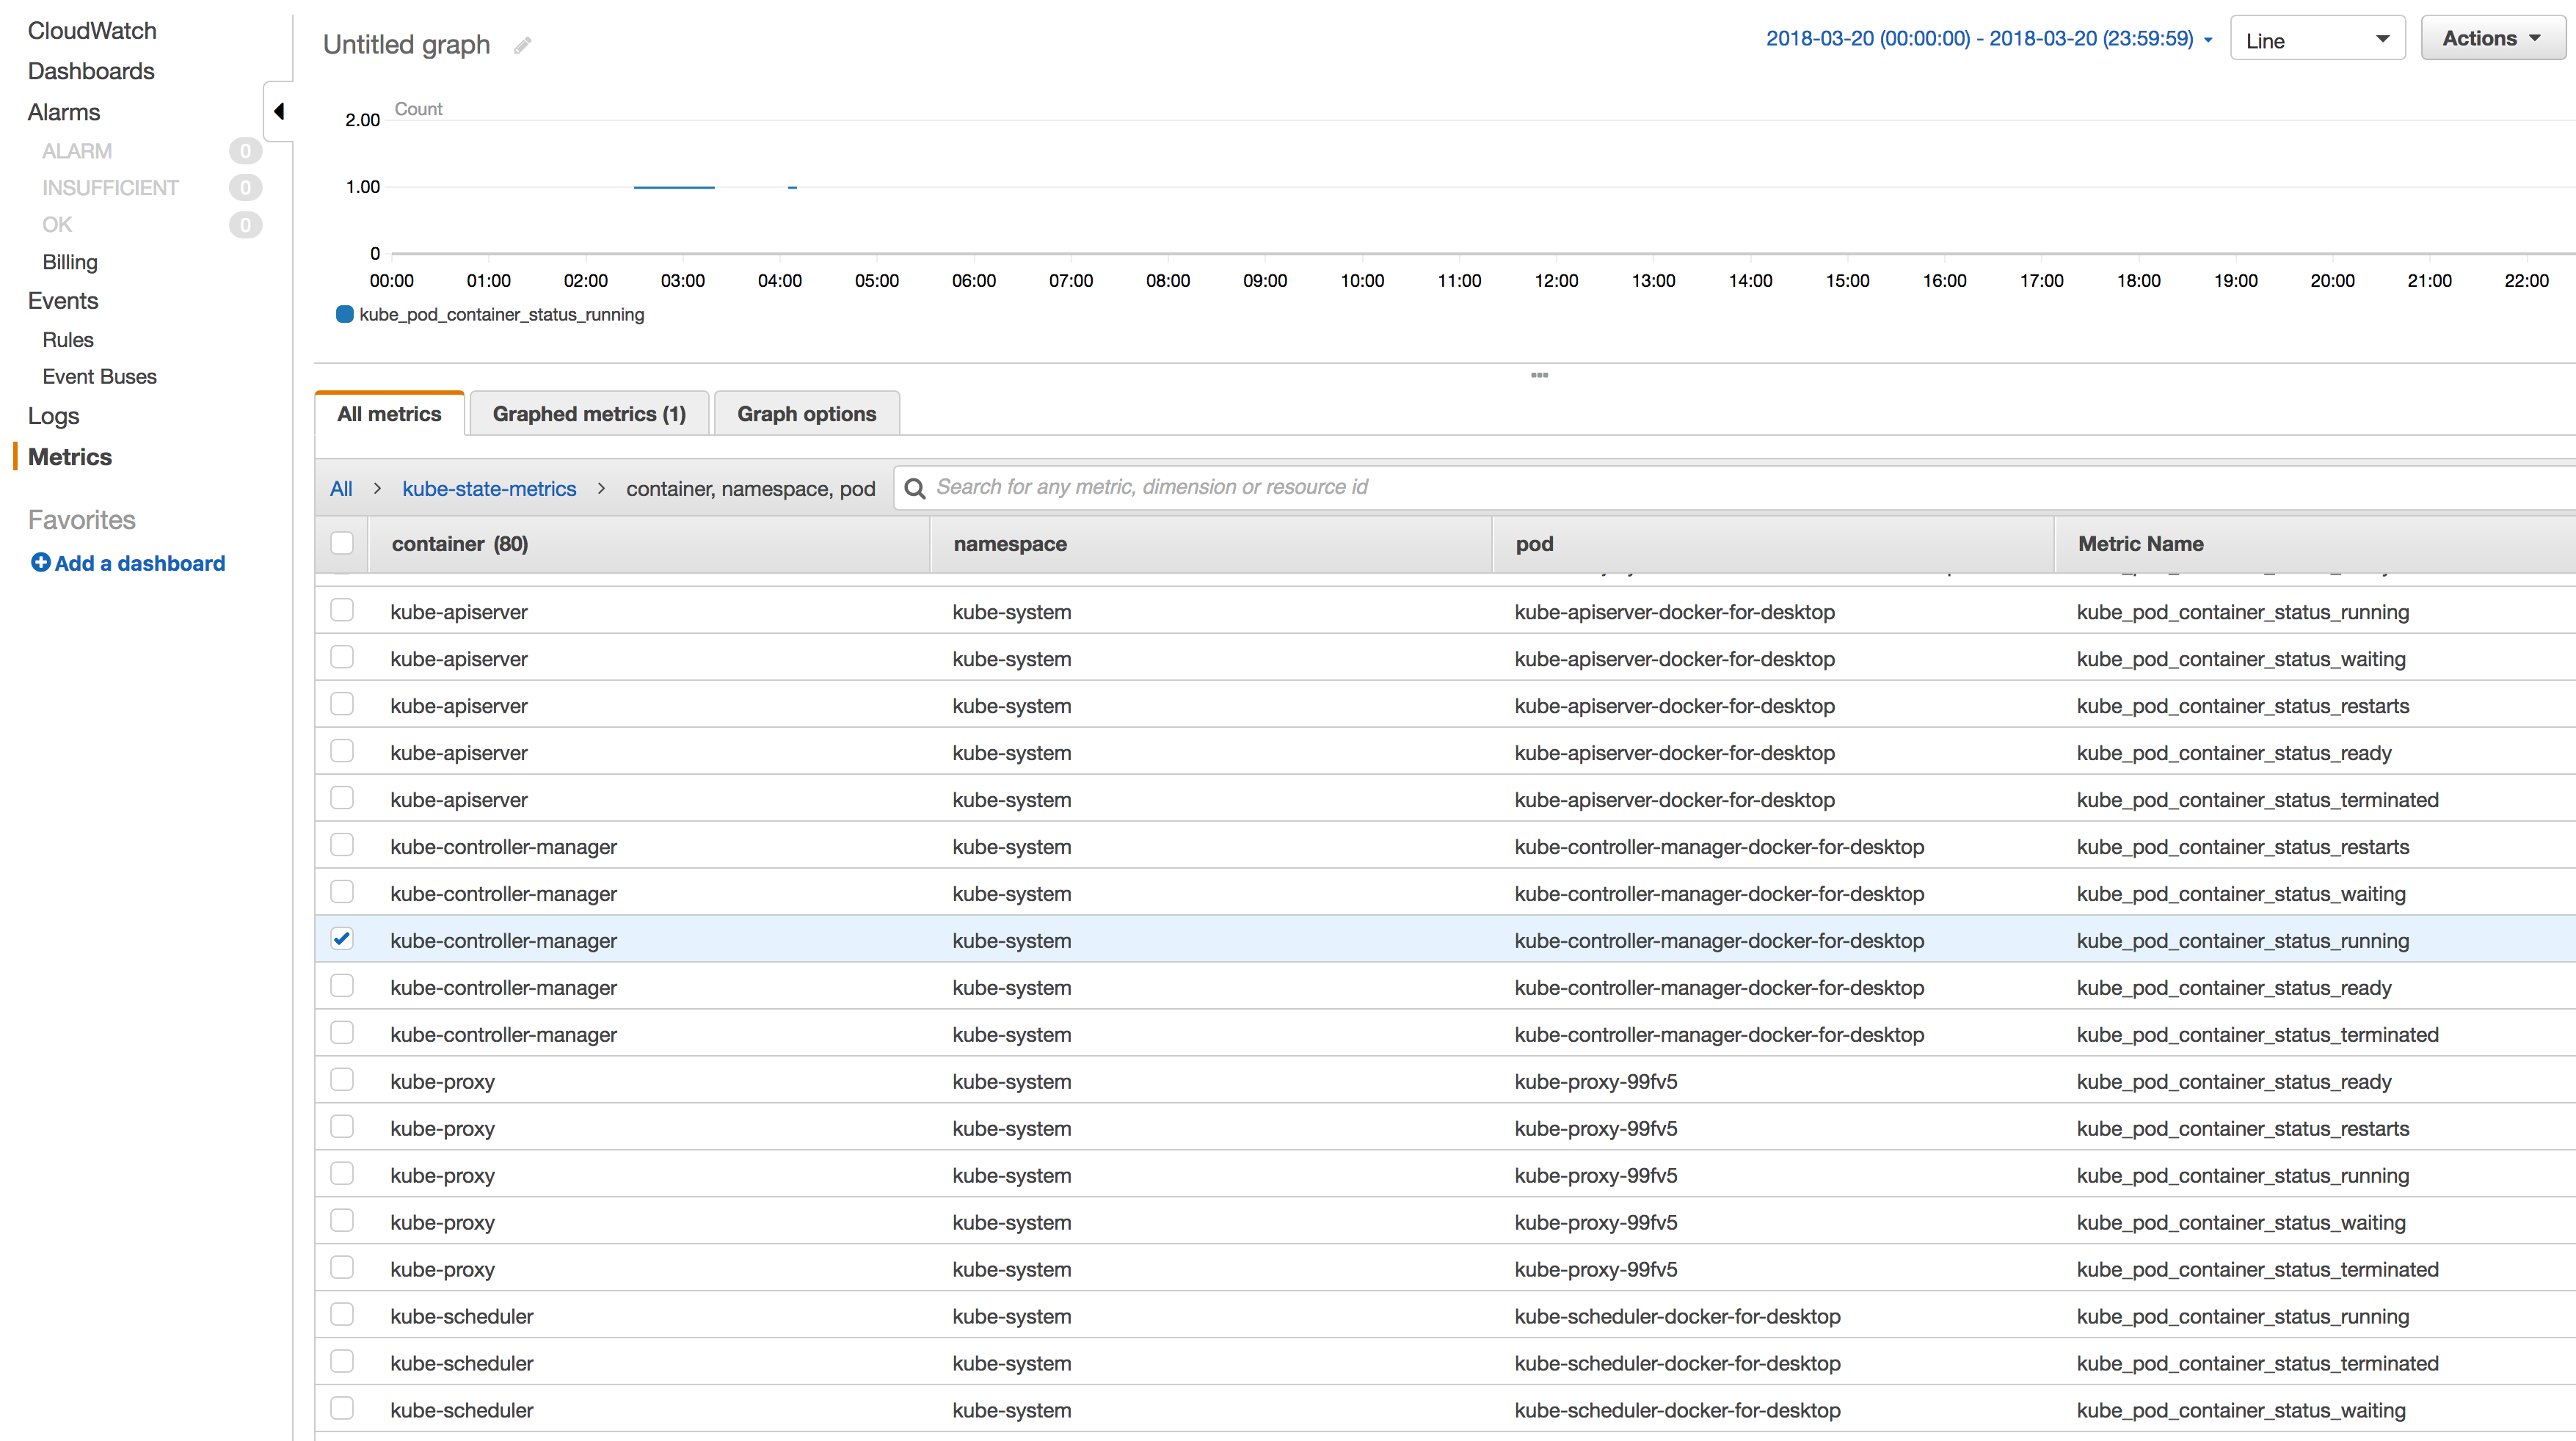 CloudWatch
Dashboards
Alarms
ALARM 0
INSUFFICIENT 0
OK 0
Billing
Events
Rules
Event Buses
Logs
Metrics
Favorites
Add a dashboard
Untitled graph
2018-03-20 (00:00:00) - 2018-03-20 (23:59:59)
Line
Actions
Count
2.00
1.00
0
00:00 01:00 02:00 03:00 04:00 05:00 06:00 07:00 08:00 09:00 10:00 11:00 12:00 13:00 14:00 15:00 16:00 17:00 18:00 19:00 20:00 21:00 22:00
kube_pod_container_status_running
All metrics Graphed metrics (1) Graph options
All > kube-state-metrics > container, namespace, pod Search for any metric, dimension or resource id
container (80) namespace pod Metric Name
kube-apiserver kube-system kube-apiserver-docker-for-desktop kube_pod_container_status_running
kube-apiserver kube-system kube-apiserver-docker-for-desktop kube_pod_container_status_waiting
kube-apiserver kube-system kube-apiserver-docker-for-desktop kube_pod_container_status_restarts
kube-apiserver kube-system kube-apiserver-docker-for-desktop kube_pod_container_status_ready
kube-apiserver kube-system kube-apiserver-docker-for-desktop kube_pod_container_status_terminated
kube-controller-manager kube-system kube-controller-manager-docker-for-desktop kube_pod_container_status_restarts
kube-controller-manager kube-system kube-controller-manager-docker-for-desktop kube_pod_container_status_waiting
kube-controller-manager kube-system kube-controller-manager-docker-for-desktop kube_pod_container_status_running
kube-controller-manager kube-system kube-controller-manager-docker-for-desktop kube_pod_container_status_ready
kube-controller-manager kube-system kube-controller-manager-docker-for-desktop kube_pod_container_status_terminated
kube-proxy kube-system kube-proxy-99fv5 kube_pod_container_status_ready
kube-proxy kube-system kube-proxy-99fv5 kube_pod_container_status_restarts
kube-proxy kube-system kube-proxy-99fv5 kube_pod_container_status_running
kube-proxy kube-system kube-proxy-99fv5 kube_pod_container_status_waiting
kube-proxy kube-system kube-proxy-99fv5 kube_pod_container_status_terminated
kube-scheduler kube-system kube-scheduler-docker-for-desktop kube_pod_container_status_running
kube-scheduler kube-system kube-scheduler-docker-for-desktop kube_pod_container_status_terminated
kube-scheduler kube-system kube-scheduler-docker-for-desktop kube_pod_container_status_waiting